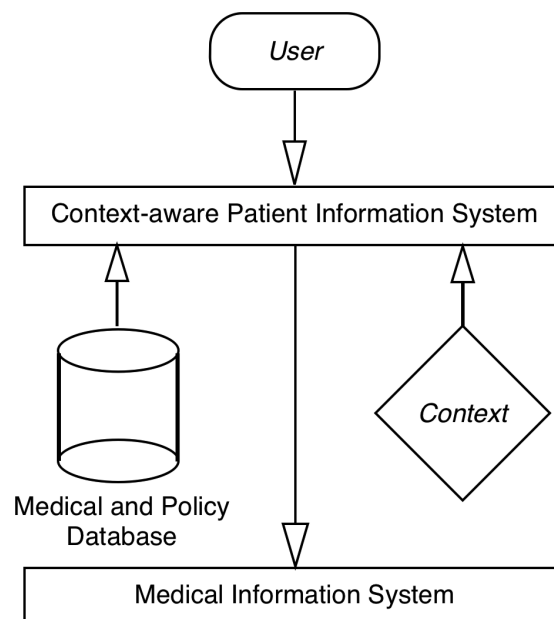 User
Context-aware Patient Information System
Context
Medical and Policy
Database
Medical Information System